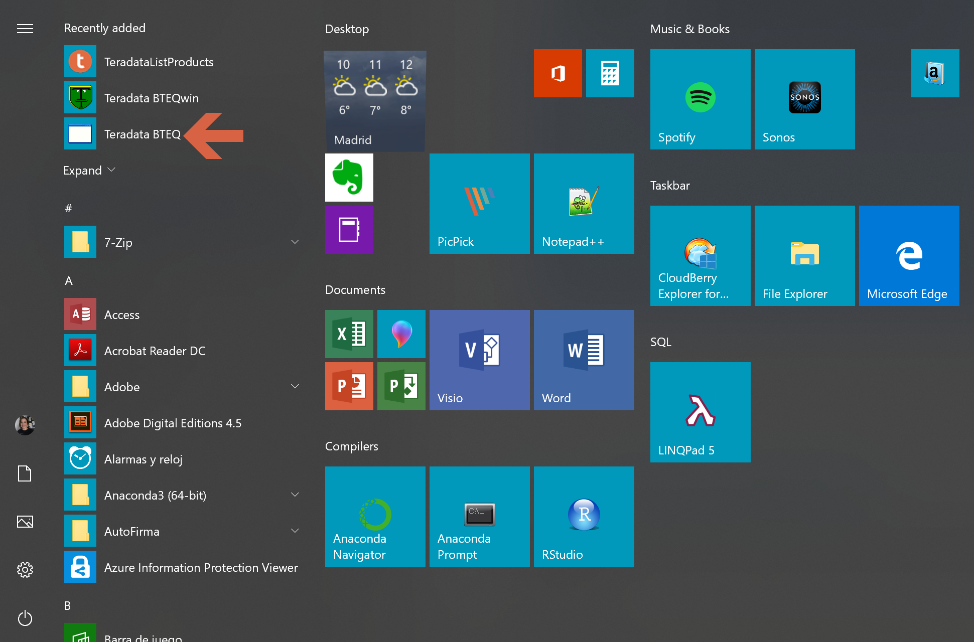 Recently added
TeradataListProducts
Teradata BTEQwin
Teradata BTEQ
Expand
#
7-Zip
A
Access
Acrobat Reader DC
Adobe
Adobe Digital Editions 4.5
Alarmas y reloj
Anaconda3 (64-bit)
AutoFirma
Azure Information Protection Viewer
B
Barra de juego
Desktop
10 11 12
6° 7° 8°
Madrid
PicPick
Notepad++
Documents
Visio
Word
Compilers
Anaconda
Navigator
C:\_
Anaconda
Prompt
R
RStudio
Music & Books
Spotify
SONOS
Sonos
a
Taskbar
CloudBerry
Explorer for...
File Explorer
Microsoft Edge
SQL
LINQPad 5